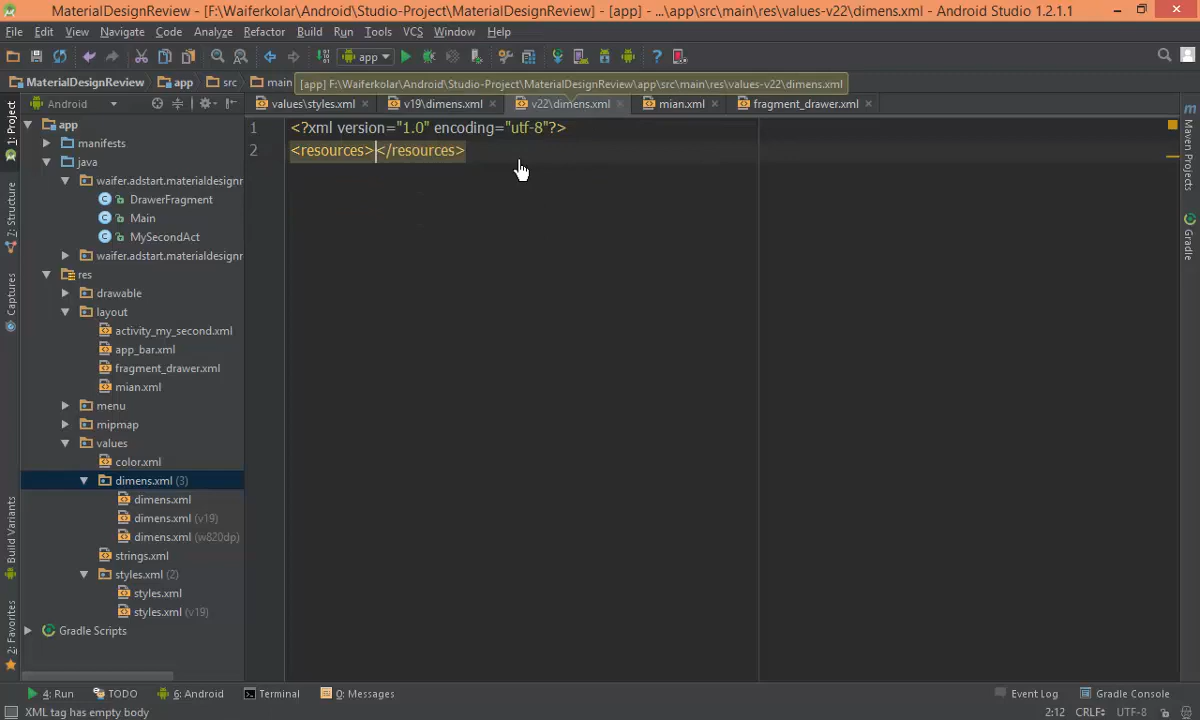 MaterialDesignReview - [F:\Waiferkolar\Android\Studio-Project\MaterialDesignReview] - [app] - ...\app\src\main\res\values-v22\dimens.xml - Android Studio 1.2.1.1
File Edit View Navigate Code Analyze Refactor Build Run Tools VCS Window Help
app
MaterialDesignReview app src main
[app] F:\Waiferkolar\Android\Studio-Project\MaterialDesignReview\app\src\main\res\values-v22\dimens.xml
Android
values\styles.xml v19\dimens.xml v22\dimens.xml mian.xml fragment_drawer.xml
1: Project
7: Structure
Captures
Build Variants
2: Favorites
app
manifests
java
waifer.adstart.materialdesignr
DrawerFragment
Main
MySecondAct
waifer.adstart.materialdesignr
res
drawable
layout
activity_my_second.xml
app_bar.xml
fragment_drawer.xml
mian.xml
menu
mipmap
values
color.xml
dimens.xml (3)
dimens.xml
dimens.xml (v19)
dimens.xml (w820dp)
strings.xml
styles.xml (2)
styles.xml
styles.xml (v19)
Gradle Scripts
1 <?xml version="1.0" encoding="utf-8"?>
2 <resources></resources>
Maven Projects
Gradle
4: Run TODO 6: Android Terminal 0: Messages Event Log Gradle Console
XML tag has empty body 2:12 CRLF UTF-8